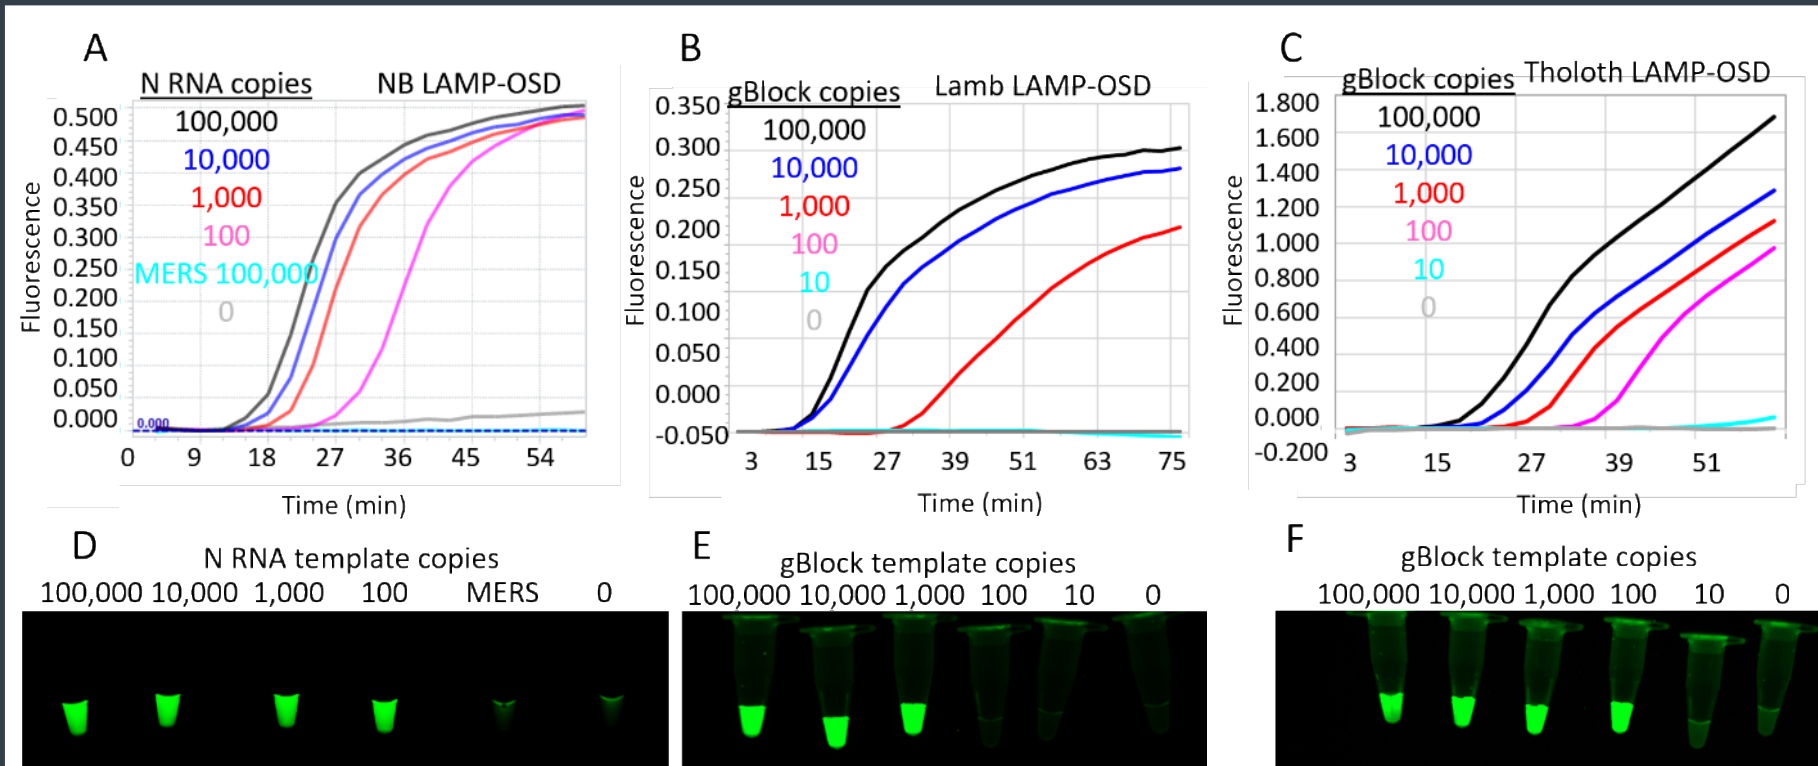 A
N RNA copies
NB LAMP-OSD
100,000
10,000
1,000
100
MERS 100,000
0
Fluorescence
0.500
0.450
0.400
0.350
0.300
0.250
0.200
0.150
0.100
0.050
0.000
0.000
0 9 18 27 36 45 54
Time (min)
B
gBlock copies
Lamb LAMP-OSD
100,000
10,000
1,000
100
10
0
Fluorescence
0.350
0.300
0.250
0.200
0.150
0.100
0.050
0.000
-0.050
3 15 27 39 51 63 75
Time (min)
C
gBlock copies
Tholoth LAMP-OSD
100,000
10,000
1,000
100
10
0
Fluorescence
1.800
1.600
1.400
1.200
1.000
0.800
0.600
0.400
0.200
0.000
-0.200
3 15 27 39 51
Time (min)
D
N RNA template copies
100,000 10,000 1,000 100 MERS 0
E
gBlock template copies
100,000 10,000 1,000 100 10 0
F
gBlock template copies
100,000 10,000 1,000 100 10 0